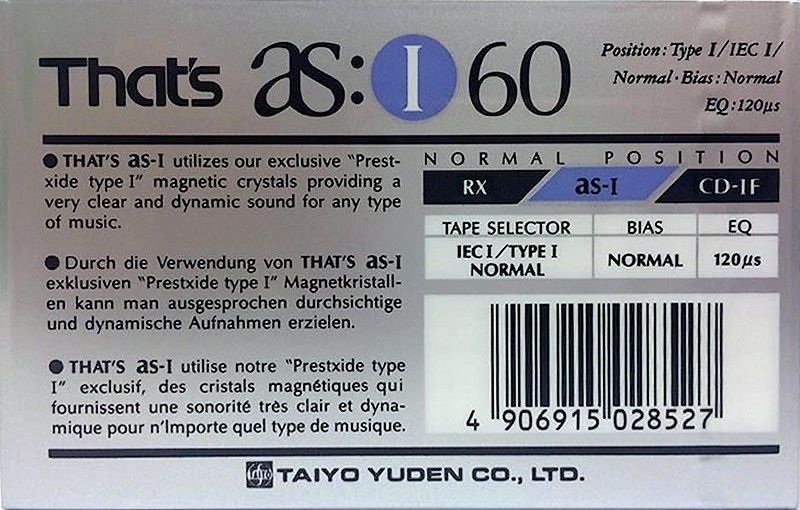 That's as:I 60
Position: Type I/IEC I/
Normal·Bias: Normal
EQ: 120µs
● THAT'S as-I utilizes our exclusive "Prest-
xide type I" magnetic crystals providing a
very clear and dynamic sound for any type
of music.
● Durch die Verwendung von THAT'S as-I
exklusiven "Prestxide type I" Magnetkristall-
en kann man ausgesprochen durchsichtige
und dynamische Aufnahmen erzielen.
● THAT'S as-I utilise notre "Prestxide type
I" exclusif, des cristals magnétiques qui
fournissent une sonorité très clair et dyna-
mique pour n'Importe quel type de musique.
NORMAL POSITION
RX as-I CD-IF
TAPE SELECTOR BIAS EQ
IEC I/TYPE I
NORMAL NORMAL 120µs
4 906915 028527
TAIYO YUDEN CO., LTD.